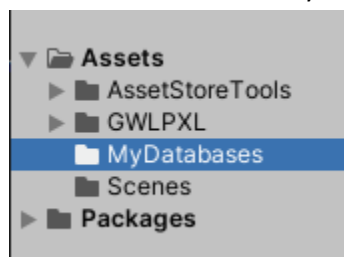 Assets
AssetStoreTools
GWLPXL
MyDatabases
Scenes
Packages